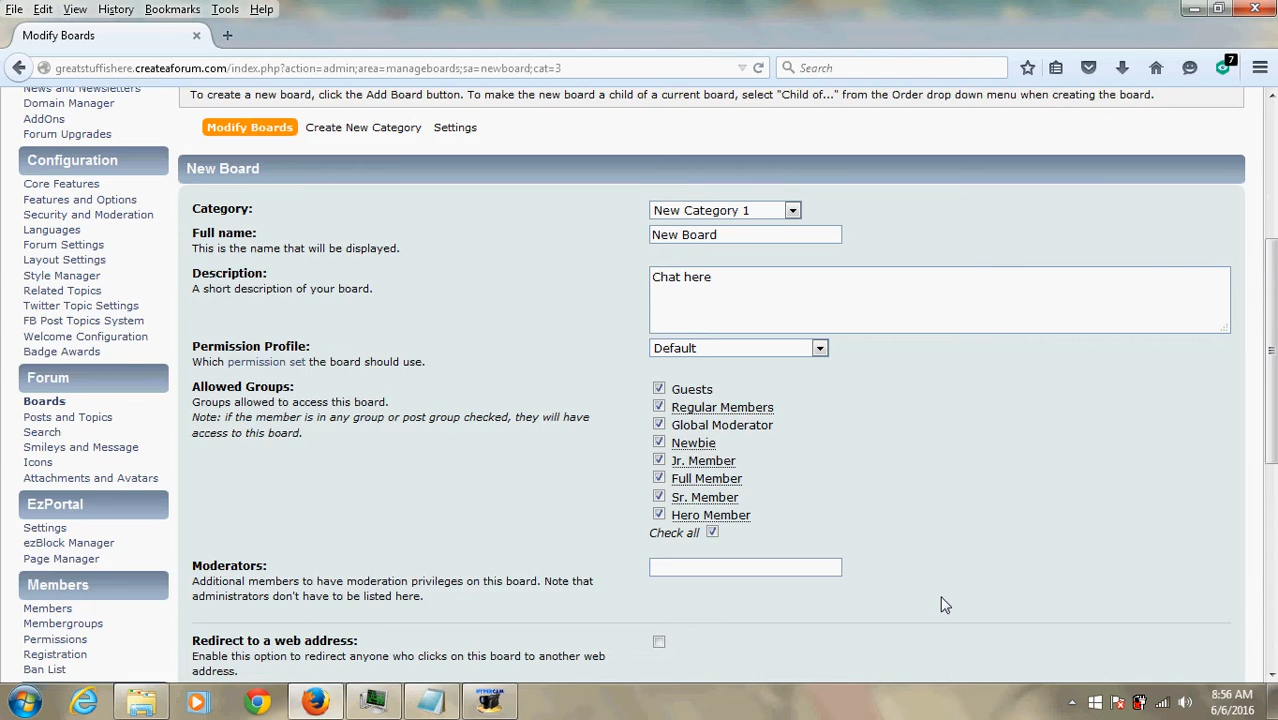 File Edit View History Bookmarks Tools Help
Modify Boards
greatstuffishere.createaforum.com/index.php?action=admin;area=manageboards;sa=newboard;cat=3
Search
7
News and Newsletters
Domain Manager
AddOns
Forum Upgrades
Configuration
Core Features
Features and Options
Security and Moderation
Languages
Forum Settings
Layout Settings
Style Manager
Related Topics
Twitter Topic Settings
FB Post Topics System
Welcome Configuration
Badge Awards
Forum
Boards
Posts and Topics
Search
Smileys and Message
Icons
Attachments and Avatars
EzPortal
Settings
ezBlock Manager
Page Manager
Members
Members
Membergroups
Permissions
Registration
Ban List
To create a new board, click the Add Board button. To make the new board a child of a current board, select "Child of..." from the Order drop down menu when creating the board.
Modify Boards Create New Category Settings
New Board
Category: New Category 1
Full name: New Board
This is the name that will be displayed.
Description: Chat here
A short description of your board.
Permission Profile: Default
Which permission set the board should use.
Allowed Groups:
Groups allowed to access this board.
Note: if the member is in any group or post group checked, they will have
access to this board.
Guests
Regular Members
Global Moderator
Newbie
Jr. Member
Full Member
Sr. Member
Hero Member
Check all
Moderators:
Additional members to have moderation privileges on this board. Note that
administrators don't have to be listed here.
Redirect to a web address:
Enable this option to redirect anyone who clicks on this board to another web
address.
HYPERCAM
8:56 AM
6/6/2016